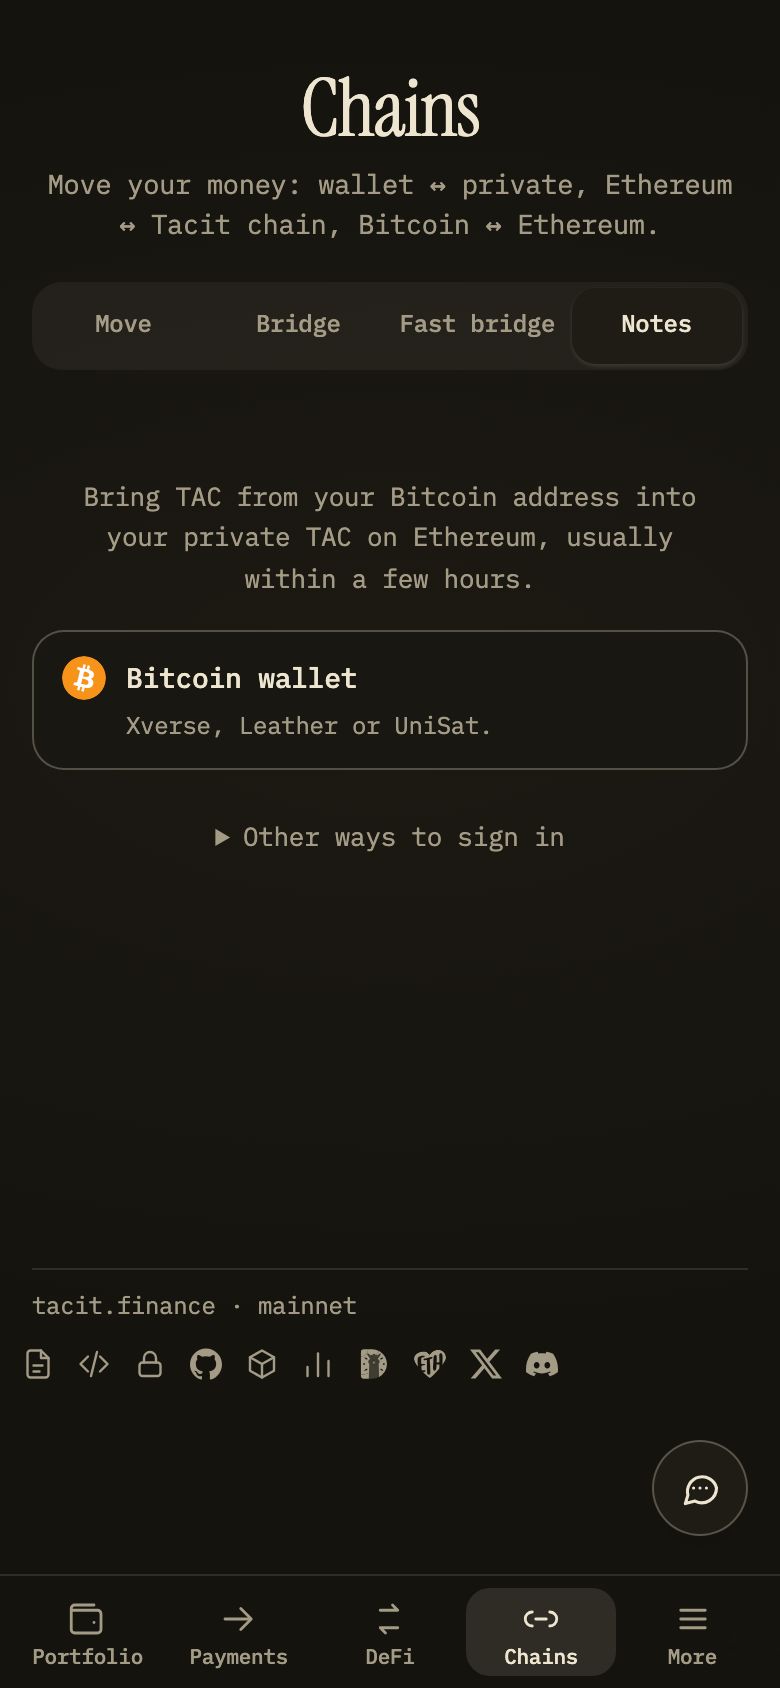 Chains
Move your money: wallet ↔ private, Ethereum
↔ Tacit chain, Bitcoin ↔ Ethereum.
Move Bridge Fast bridge Notes
Bring TAC from your Bitcoin address into
your private TAC on Ethereum, usually
within a few hours.
Bitcoin wallet
Xverse, Leather or UniSat.
▶ Other ways to sign in
tacit.finance · mainnet
ETH
Portfolio Payments DeFi Chains More